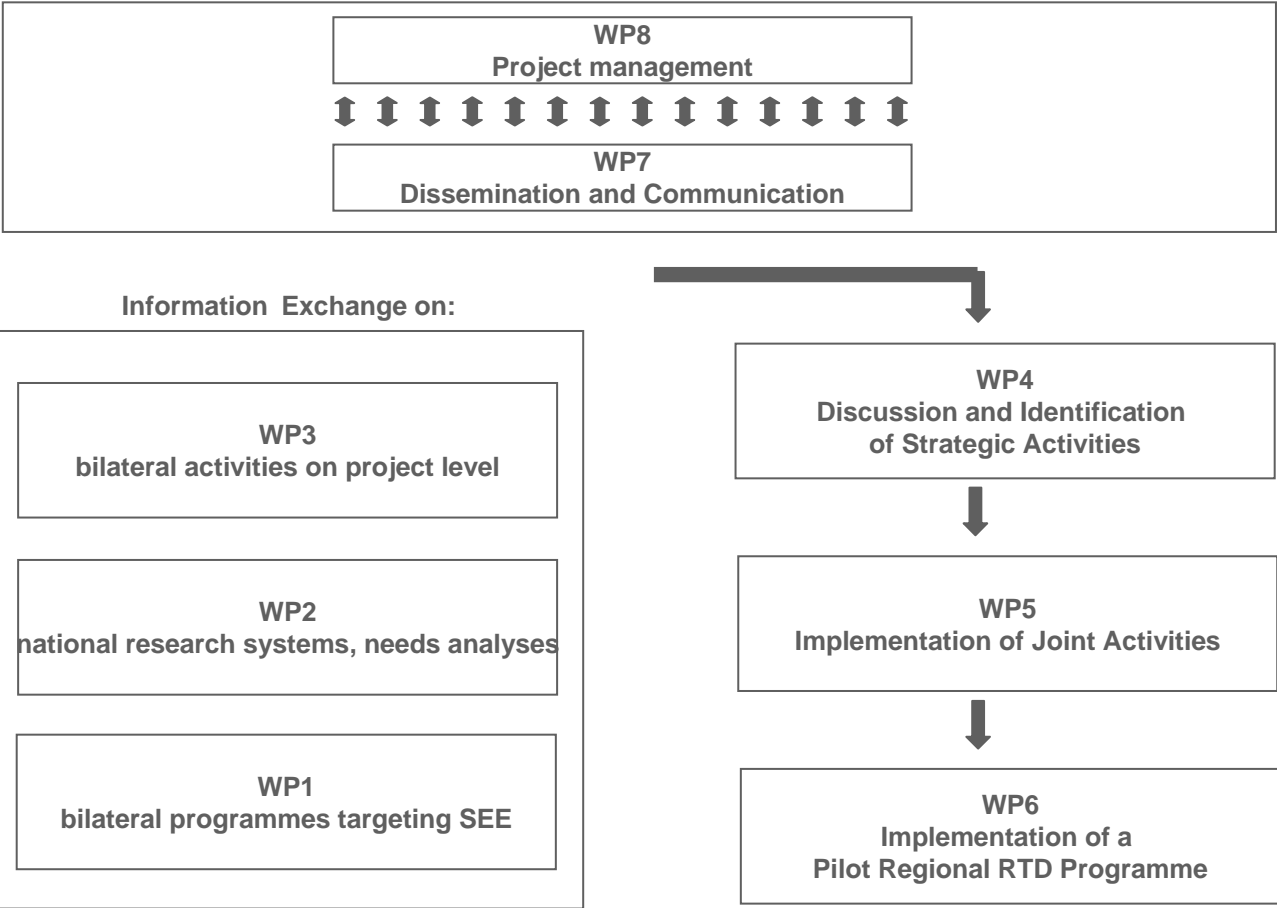 WP8
Project management
WP7
Dissemination and Communication
Information Exchange on:
WP3
bilateral activities on project level
WP2
national research systems, needs analyses
WP1
bilateral programmes targeting SEE
WP4
Discussion and Identification
of Strategic Activities
WP5
Implementation of Joint Activities
WP6
Implementation of a
Pilot Regional RTD Programme